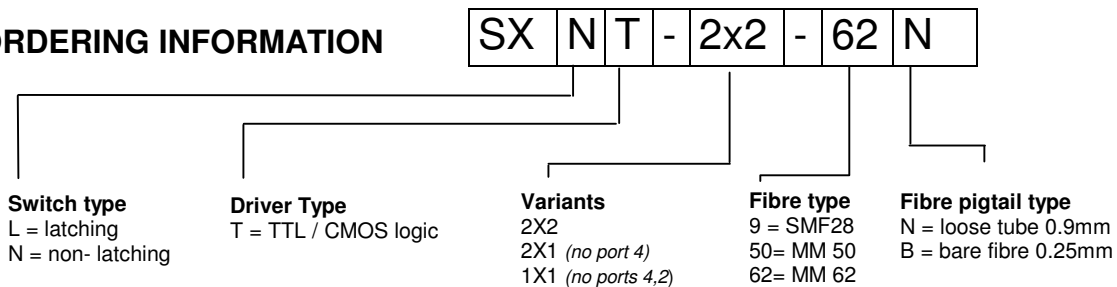 ORDERING INFORMATION
SX N T - 2x2 - 62 N
Switch type
L = latching
N = non- latching
Driver Type
T = TTL / CMOS logic
Variants
2X2
2X1 (no port 4)
1X1 (no ports 4,2)
Fibre type
9 = SMF28
50= MM 50
62= MM 62
Fibre pigtail type
N = loose tube 0.9mm
B = bare fibre 0.25mm